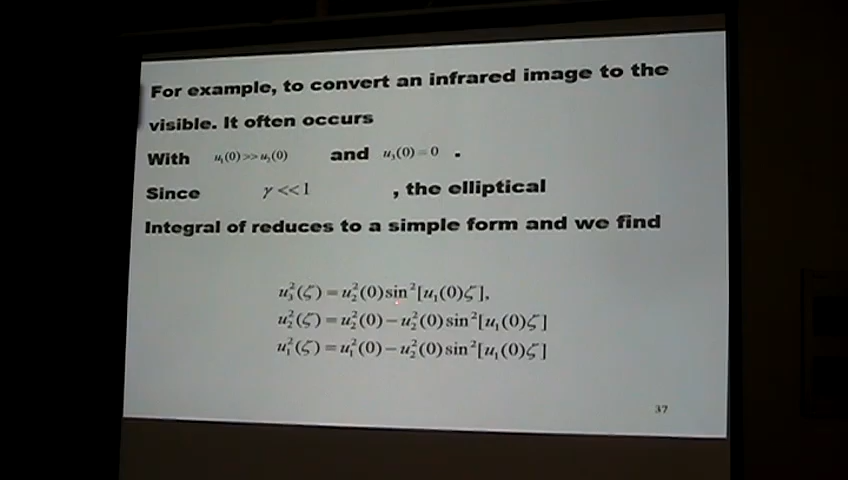 For example, to convert an infrared image to the
visible. It often occurs
With u₁(0)>>u₂(0) and u₃(0)=0 .
Since γ<<1 , the elliptical
Integral of reduces to a simple form and we find
u₃²(ζ)=u₂²(0)sin²[u₁(0)ζ],
u₂²(ζ)=u₂²(0)−u₂²(0)sin²[u₁(0)ζ]
u₁²(ζ)=u₁²(0)−u₂²(0)sin²[u₁(0)ζ]
37